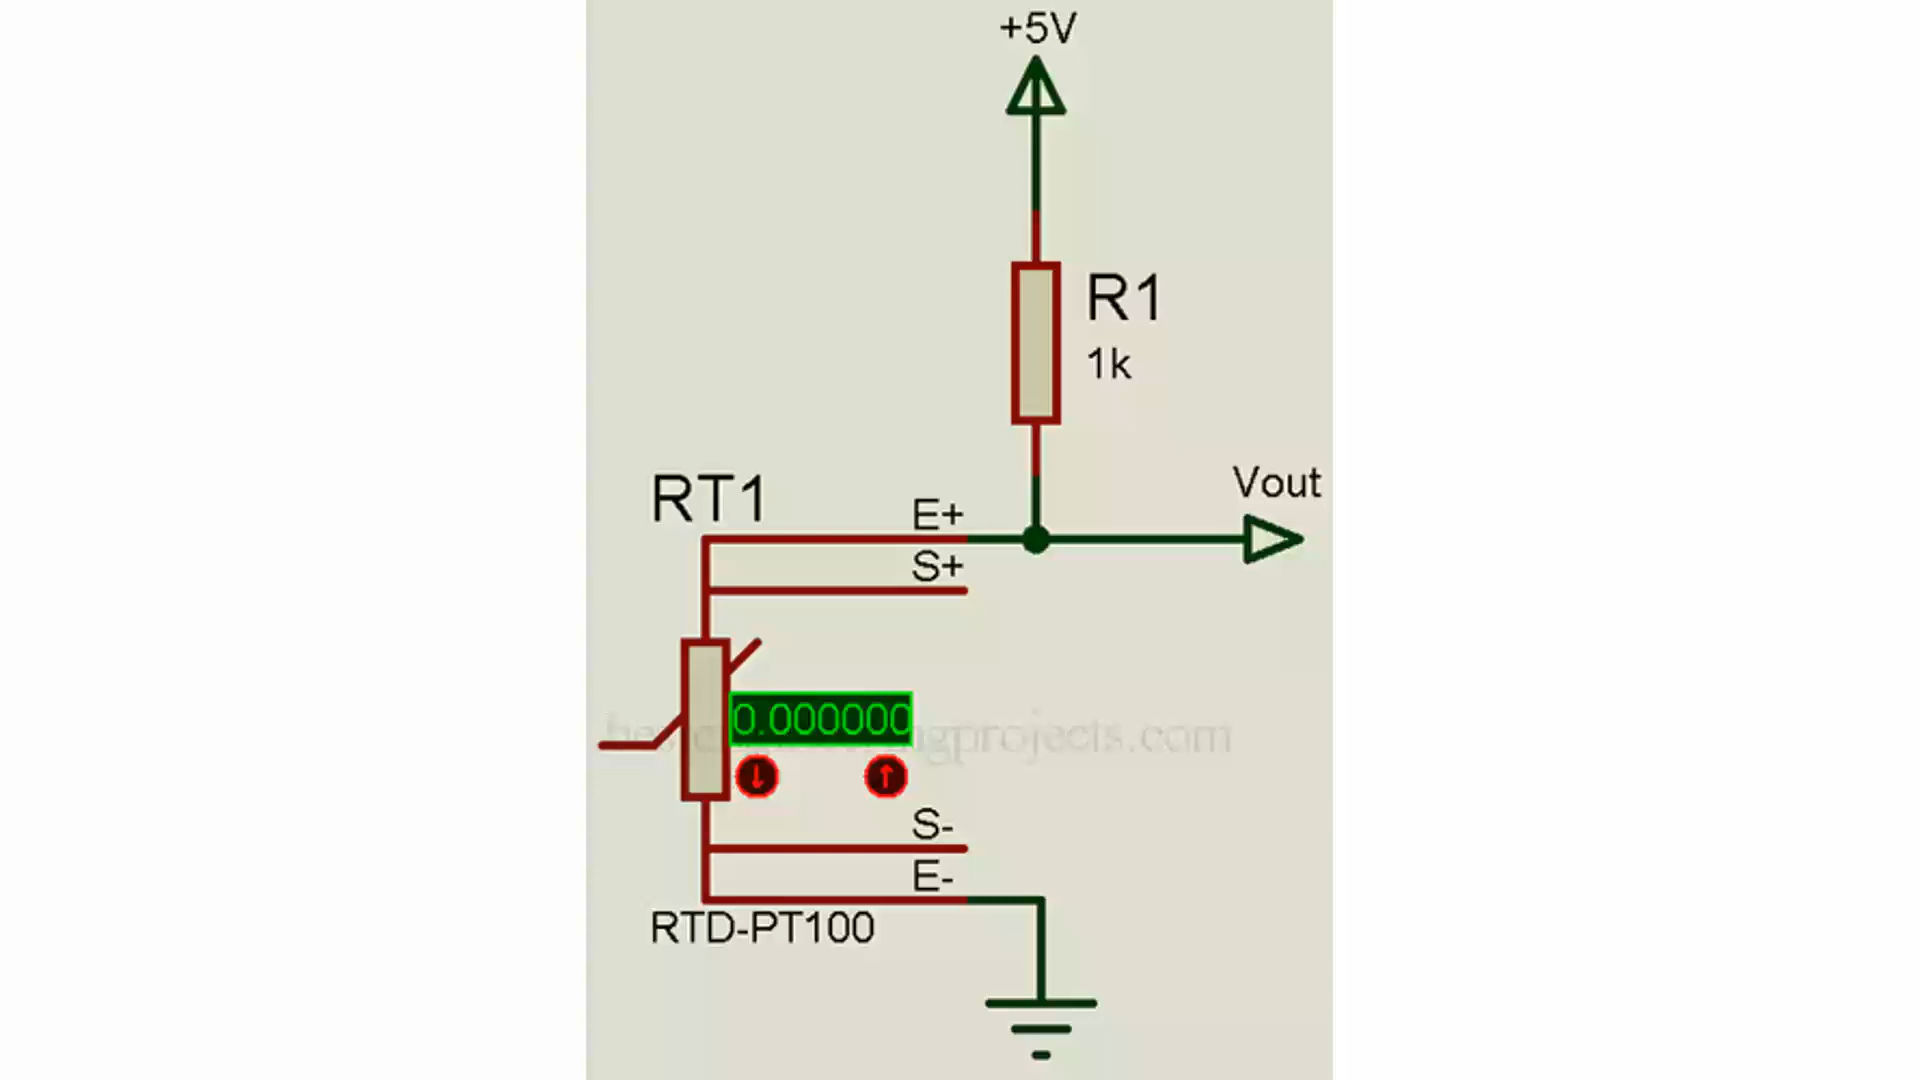 +5V
R1
1k
Vout
RT1
E+
S+
0.000000
S-
E-
RTD-PT100